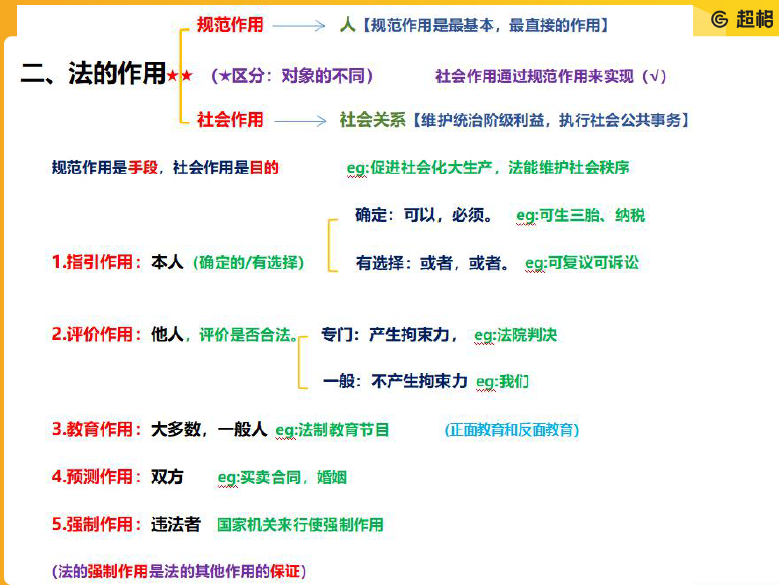 超格
规范作用 人【规范作用是最基本，最直接的作用】
二、法的作用★★ （★区分：对象的不同） 社会作用通过规范作用来实现（√）
社会作用 社会关系【维护统治阶级利益，执行社会公共事务】
规范作用是手段，社会作用是目的 eg:促进社会化大生产，法能维护社会秩序
确定：可以，必须。 eg:可生三胎、纳税
1.指引作用：本人（确定的/有选择）
有选择：或者，或者。 eg:可复议可诉讼
2.评价作用：他人，评价是否合法。 专门：产生拘束力， eg:法院判决
一般：不产生拘束力 eg:我们
3.教育作用：大多数，一般人 eg:法制教育节目 (正面教育和反面教育)
4.预测作用：双方 eg:买卖合同，婚姻
5.强制作用：违法者 国家机关来行使强制作用
(法的强制作用是法的其他作用的保证)